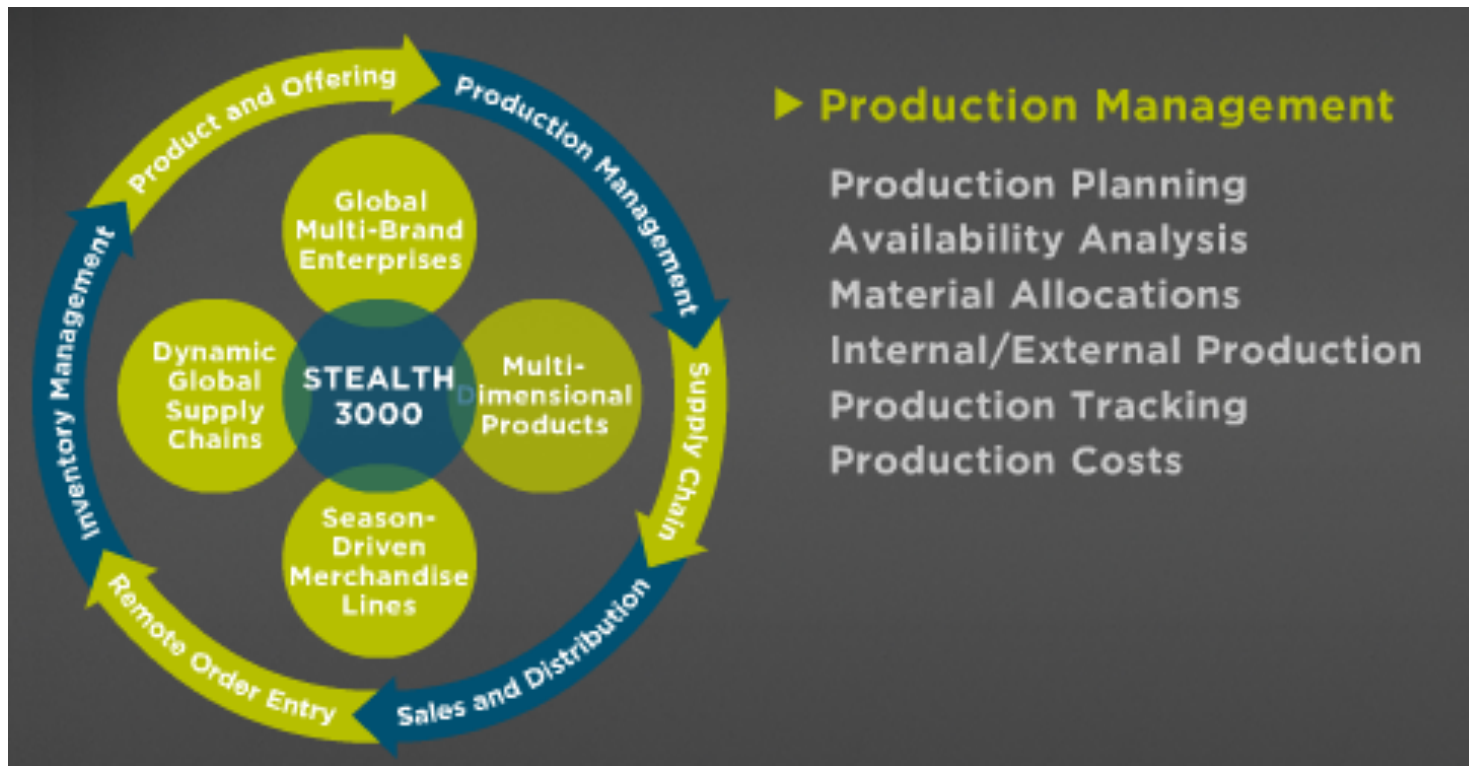 Product and Offering
Production Management
Supply Chain
Sales and Distribution
Remote Order Entry
Inventory Management
Global
Multi-Brand
Enterprises
Dynamic
Global
Supply
Chains
STEALTH
3000
Multi-
Dimensional
Products
Season-
Driven
Merchandise
Lines
Production Management
Production Planning
Availability Analysis
Material Allocations
Internal/External Production
Production Tracking
Production Costs